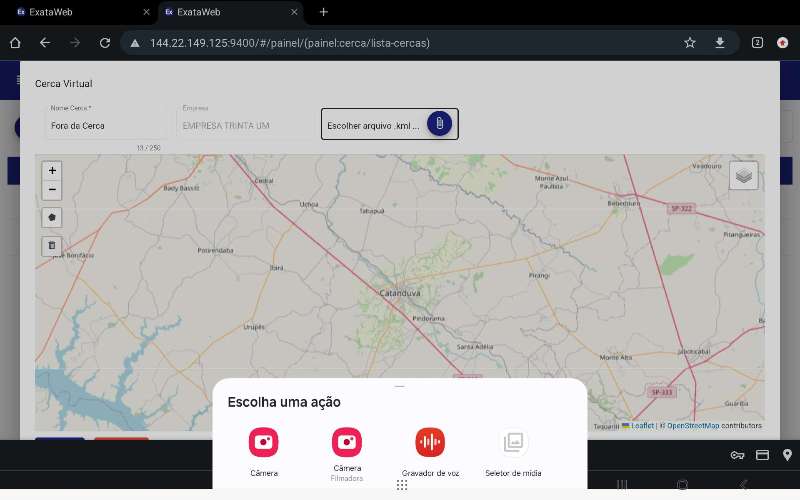 ExataWeb
ExataWeb
144.22.149.125:9400/#/painel/(painel:cerca/lista-cercas)
2
Cerca Virtual
Nome Cerca *
Fora da Cerca
13 / 250
Empresa
EMPRESA TRINTA UM
Escolher arquivo .kml ...
+
−
Cedral
Bady Bassitt
Uchoa
Tabapuã
Monte Azul
Paulista
Viradouro
Bebedouro
SP-322
Pitangueiras
José Bonifácio
Potirendaba
Ibirá
Pirangi
Catanduva
Pindorama
Urupês
Santa Adélia
Monte Alto
Jaboticabal
SP-333
Guariba
Taquaritinga
Leaflet | © OpenStreetMap contributors
Escolha uma ação
Câmera
Câmera
Filmadora
Gravador de voz
Seletor de mídia